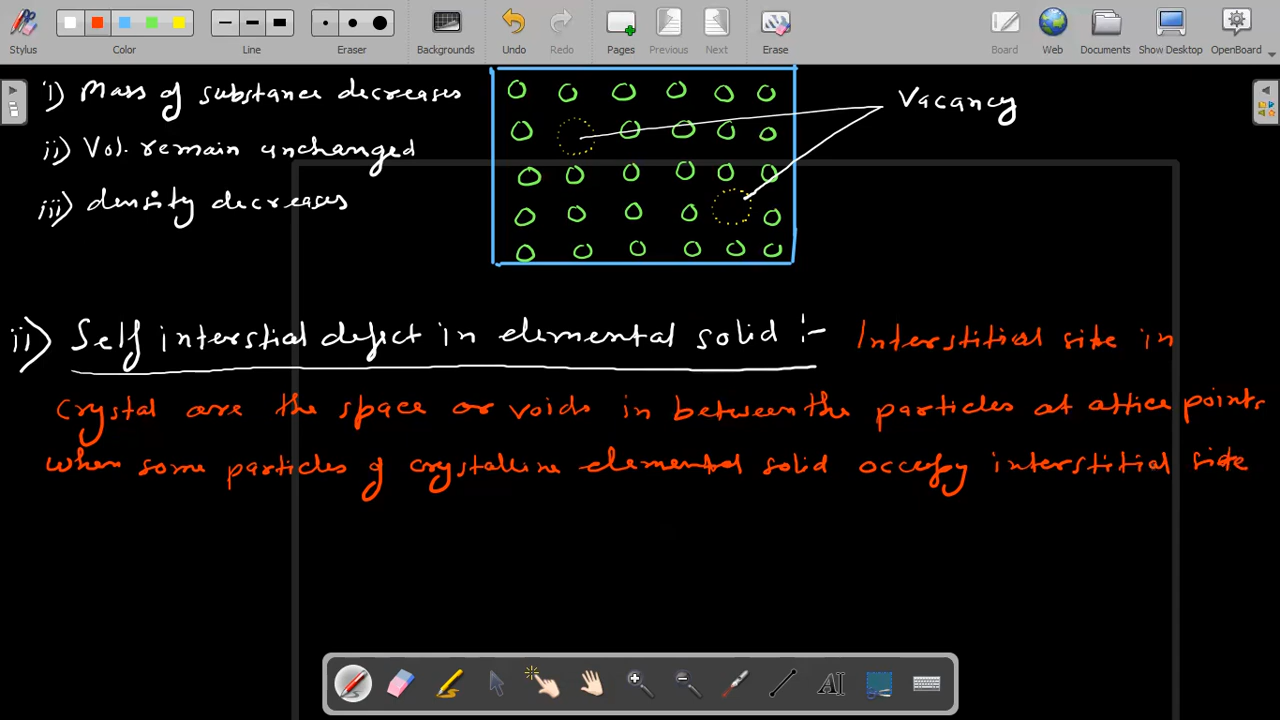 Stylus
Color
Line
Eraser
Backgrounds
Undo
Redo
Pages
Previous
Next
Erase
Board
Web
Documents
Show Desktop
OpenBoard
i) Mass of substance decreases
ii) Vol. remain unchanged
iii) density decreases
Vacancy
ii) Self interstial defect in elemental solid :- Interstitial site in
crystal are the space or voids in between the particles at attice points.
when some particles of crystalline elemental solid occupy interstitial site
AI